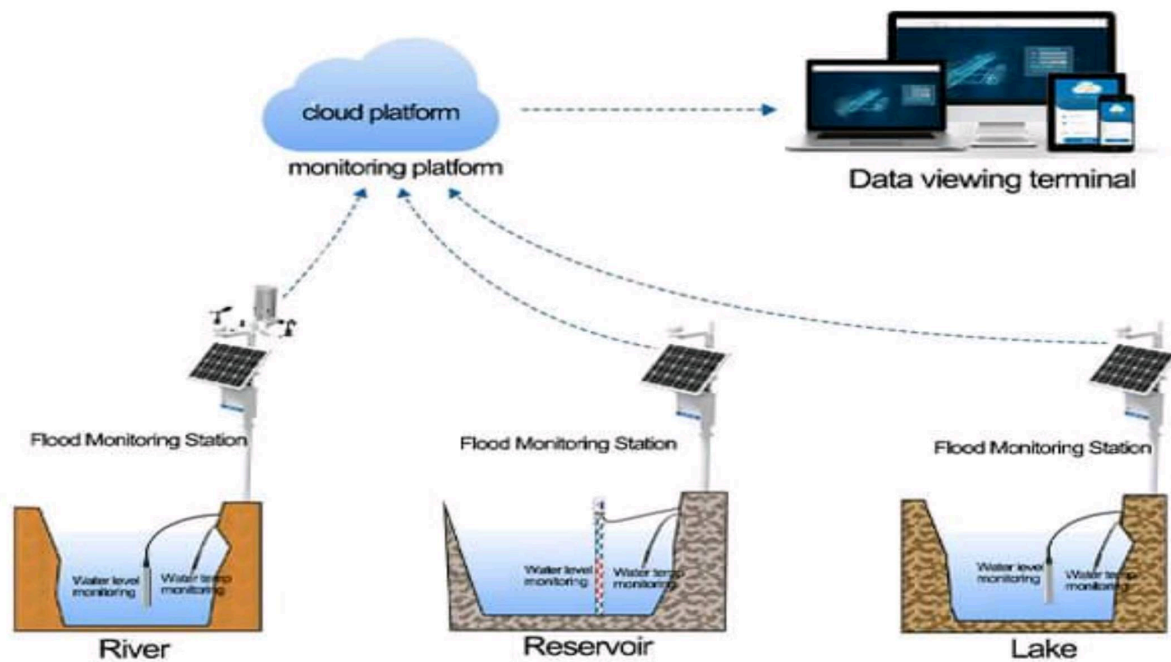 cloud platform
monitoring platform
Data viewing terminal
Flood Monitoring Station
Flood Monitoring Station
Flood Monitoring Station
Water level
monitoring
Water temp
monitoring
Water level
monitoring
Water temp
monitoring
Water level
monitoring
Water temp
monitoring
River
Reservoir
Lake